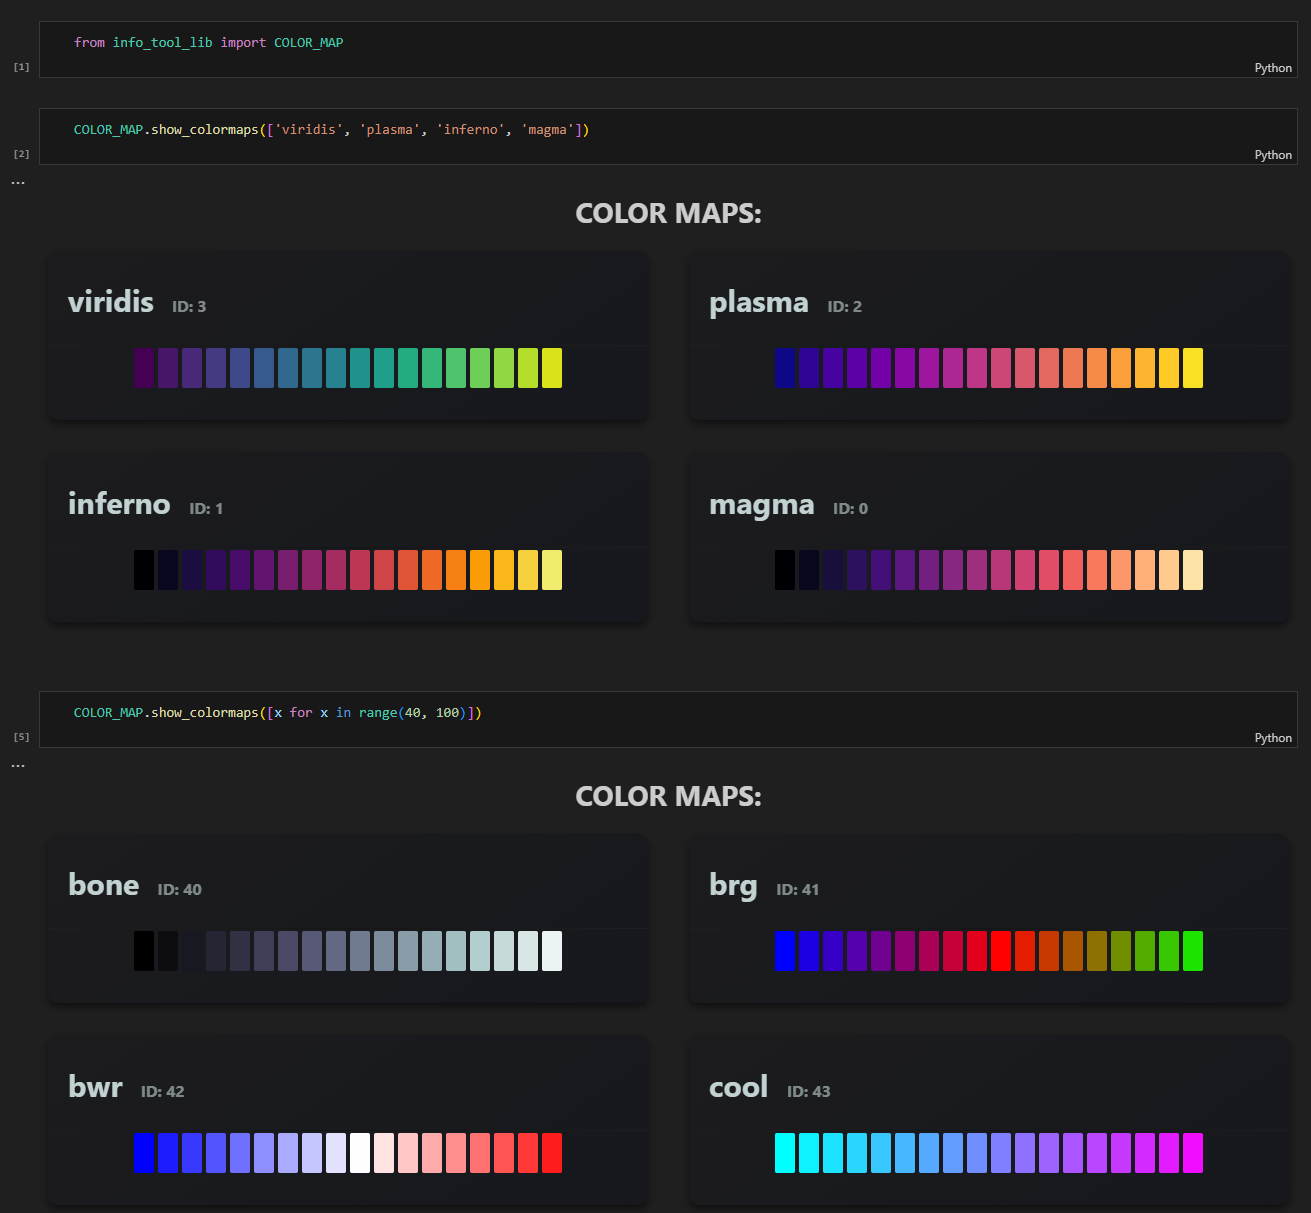 from info_tool_lib import COLOR_MAP
[1]
Python
COLOR_MAP.show_colormaps(['viridis', 'plasma', 'inferno', 'magma'])
[2]
Python
...
COLOR MAPS:
viridis ID: 3
plasma ID: 2
inferno ID: 1
magma ID: 0
COLOR_MAP.show_colormaps([x for x in range(40, 100)])
[5]
Python
...
COLOR MAPS:
bone ID: 40
brg ID: 41
bwr ID: 42
cool ID: 43